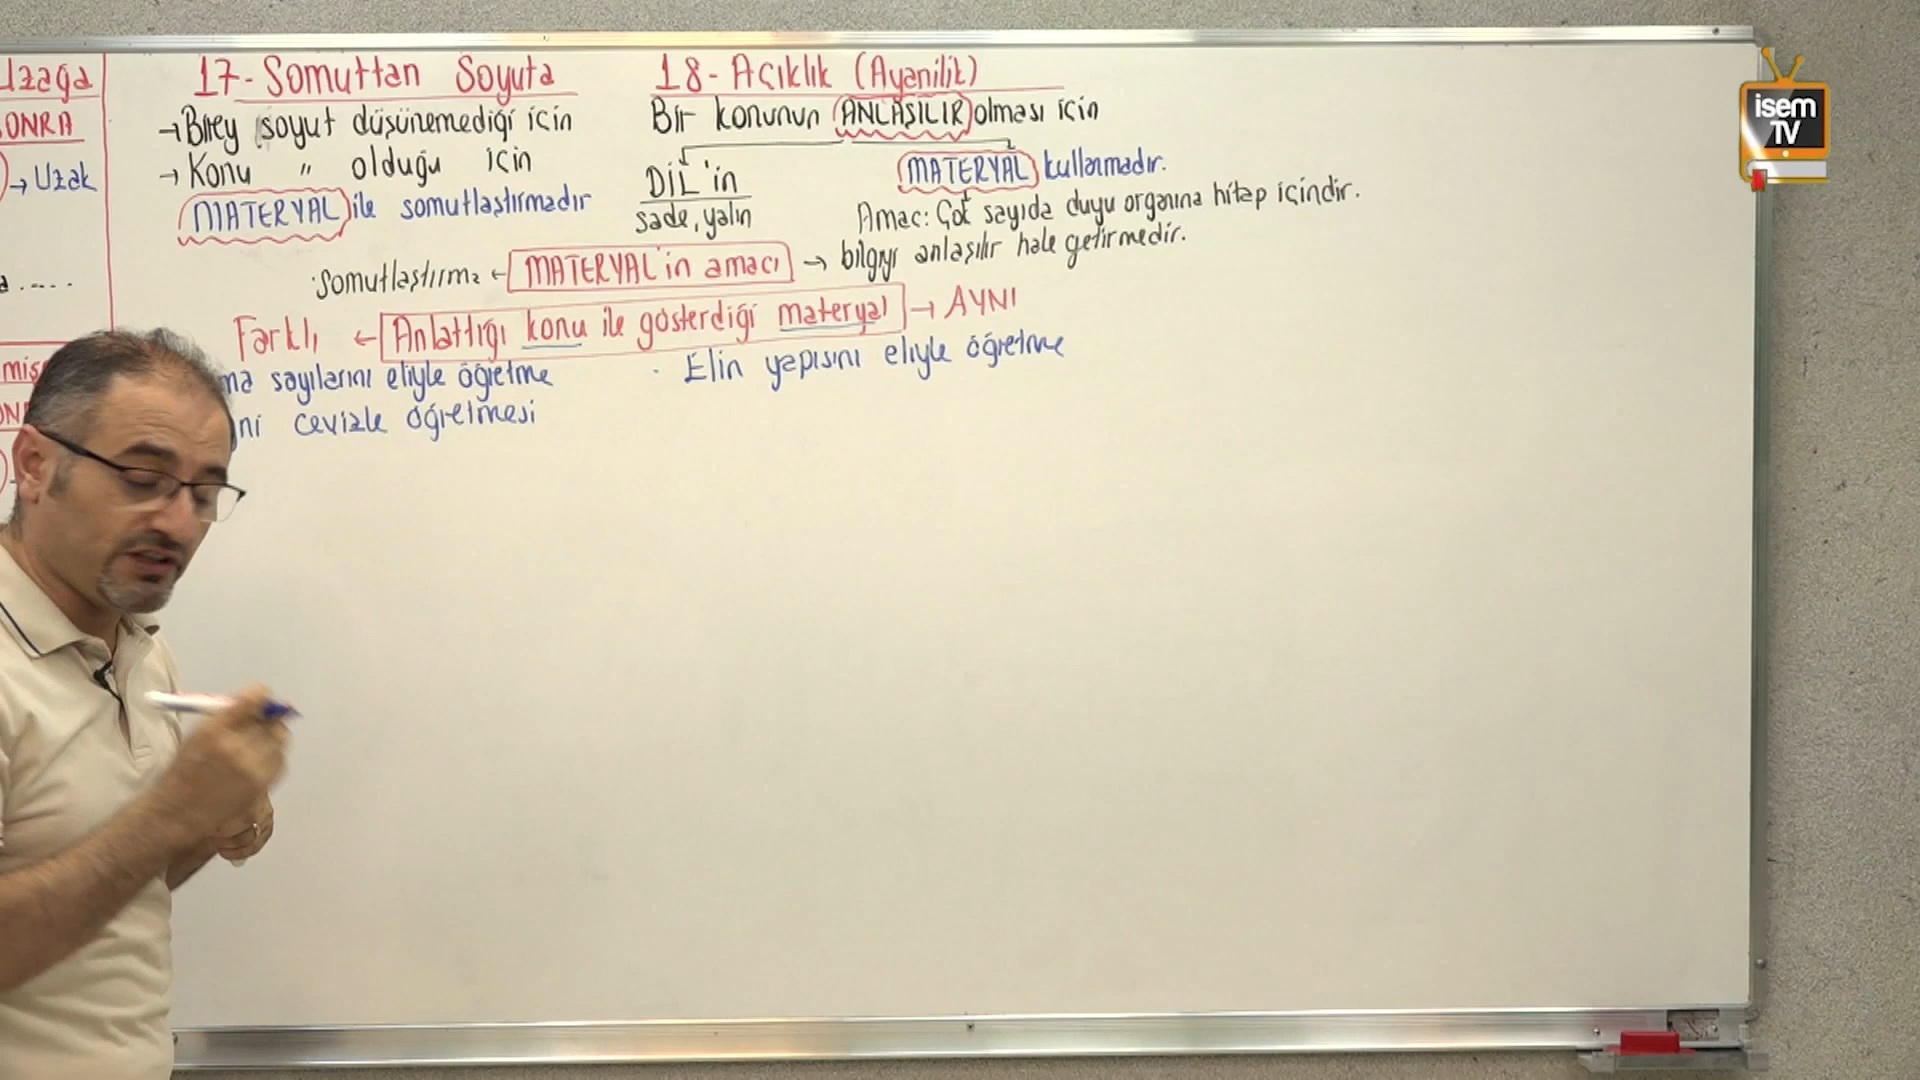 Uzağa
SONRA
→ Uzak
17- Somuttan Soyuta
→ Birey soyut düşünemediği için
→ Konu " olduğu için
MATERYAL ile somutlaştırmadır
18- Açıklık (Ayanilik)
Bir konunun ANLAŞILIR olması için
DİL'in
sade, yalın
MATERYAL kullanmadır.
Amaç: Çok sayıda duyu organına hitap içindir.
· Somutlaştırma ← MATERYAL'in amacı → bilgiyi anlaşılır hale getirmedir.
Farklı ← Anlattığı konu ile gösterdiği materyal → AYNI
ma sayılarını eliyle öğretme
ni cevizle öğretmesi
· Elin yapısını eliyle öğretme
isem
TV